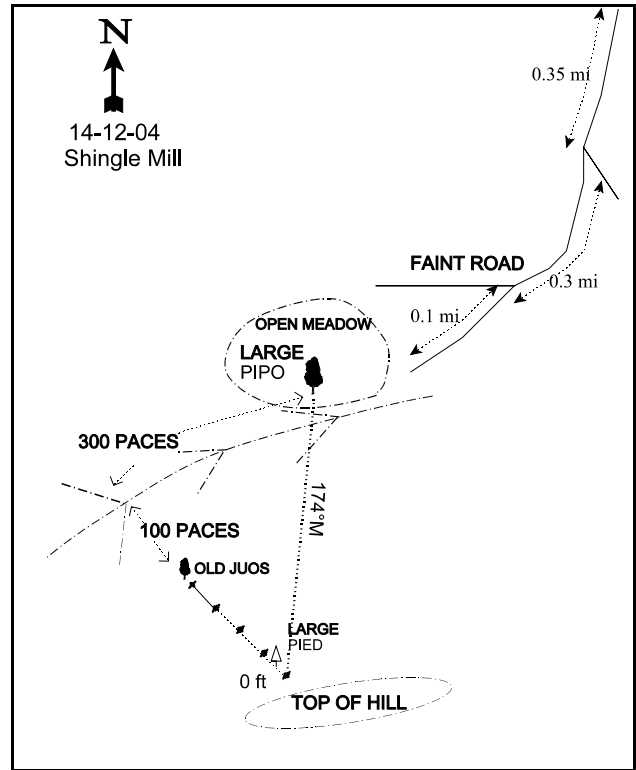 N
14-12-04
Shingle Mill
0.35 mi
FAINT ROAD
0.3 mi
0.1 mi
OPEN MEADOW
LARGE
PIPO
300 PACES
174°M
100 PACES
OLD JUOS
LARGE
PIED
0 ft
TOP OF HILL